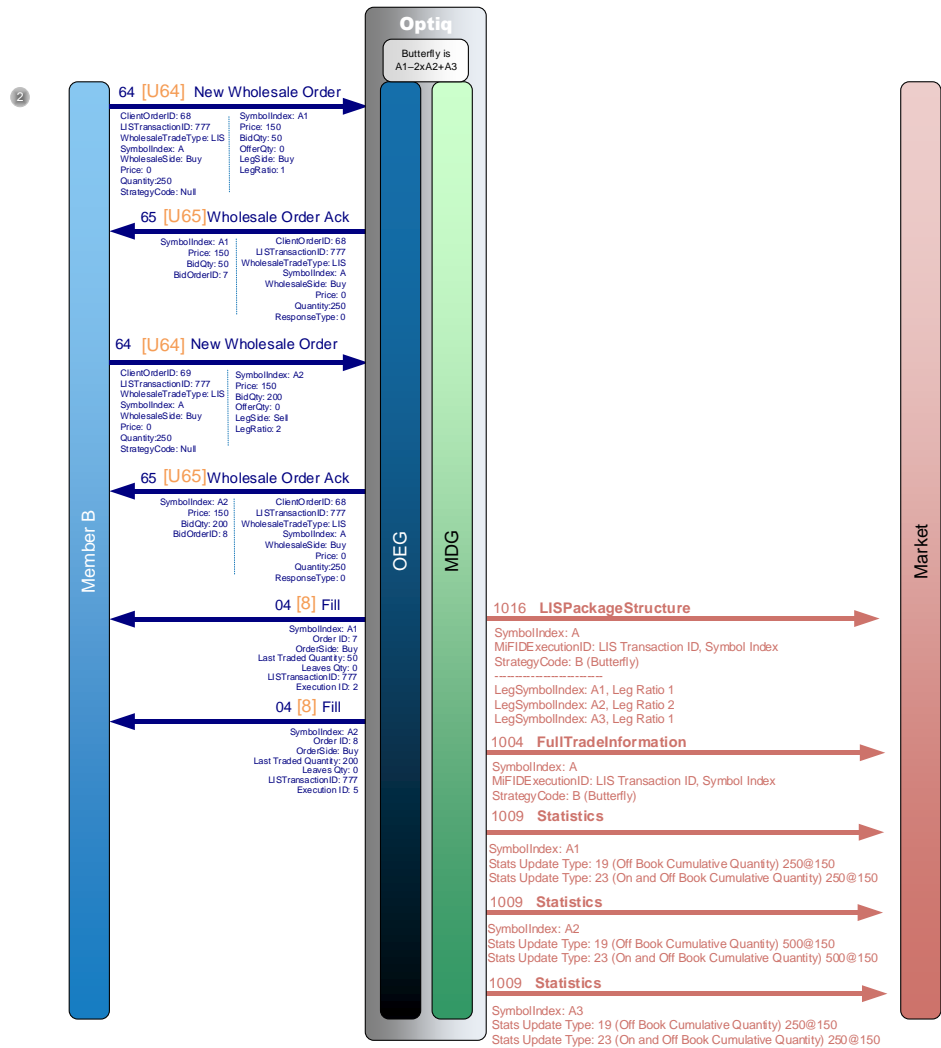 Optiq
Butterfly is
A1–2xA2+A3
2
64 [U64] New Wholesale Order
ClientOrderID: 68
LISTransactionID: 777
WholesaleTradeType: LIS
SymbolIndex: A
WholesaleSide: Buy
Price: 0
Quantity:250
StrategyCode: Null
SymbolIndex: A1
Price: 150
BidQty: 50
OfferQty: 0
LegSide: Buy
LegRatio: 1
65 [U65]Wholesale Order Ack
SymbolIndex: A1
Price: 150
BidQty: 50
BidOrderID: 7
ClientOrderID: 68
LISTransactionID: 777
WholesaleTradeType: LIS
SymbolIndex: A
WholesaleSide: Buy
Price: 0
Quantity:250
ResponseType: 0
64 [U64] New Wholesale Order
ClientOrderID: 69
LISTransactionID: 777
WholesaleTradeType: LIS
SymbolIndex: A
WholesaleSide: Buy
Price: 0
Quantity:250
StrategyCode: Null
SymbolIndex: A2
Price: 150
BidQty: 200
OfferQty: 0
LegSide: Sell
LegRatio: 2
65 [U65]Wholesale Order Ack
SymbolIndex: A2
Price: 150
BidQty: 200
BidOrderID: 8
ClientOrderID: 68
LISTransactionID: 777
WholesaleTradeType: LIS
SymbolIndex: A
WholesaleSide: Buy
Price: 0
Quantity:250
ResponseType: 0
Member B
OEG
MDG
Market
04 [8] Fill
SymbolIndex: A1
Order ID: 7
OrderSide: Buy
Last Traded Quantity: 50
Leaves Qty: 0
LISTransactionID: 777
Execution ID: 2
04 [8] Fill
SymbolIndex: A2
Order ID: 8
OrderSide: Buy
Last Traded Quantity: 200
Leaves Qty: 0
LISTransactionID: 777
Execution ID: 5
1016 LISPackageStructure
SymbolIndex: A
MiFIDExecutionID: LIS Transaction ID, Symbol Index
StrategyCode: B (Butterfly)
---------------------------
LegSymbolIndex: A1, Leg Ratio 1
LegSymbolIndex: A2, Leg Ratio 2
LegSymbolIndex: A3, Leg Ratio 1
1004 FullTradeInformation
SymbolIndex: A
MiFIDExecutionID: LIS Transaction ID, Symbol Index
StrategyCode: B (Butterfly)
1009 Statistics
SymbolIndex: A1
Stats Update Type: 19 (Off Book Cumulative Quantity) 250@150
Stats Update Type: 23 (On and Off Book Cumulative Quantity) 250@150
1009 Statistics
SymbolIndex: A2
Stats Update Type: 19 (Off Book Cumulative Quantity) 500@150
Stats Update Type: 23 (On and Off Book Cumulative Quantity) 500@150
1009 Statistics
SymbolIndex: A3
Stats Update Type: 19 (Off Book Cumulative Quantity) 250@150
Stats Update Type: 23 (On and Off Book Cumulative Quantity) 250@150